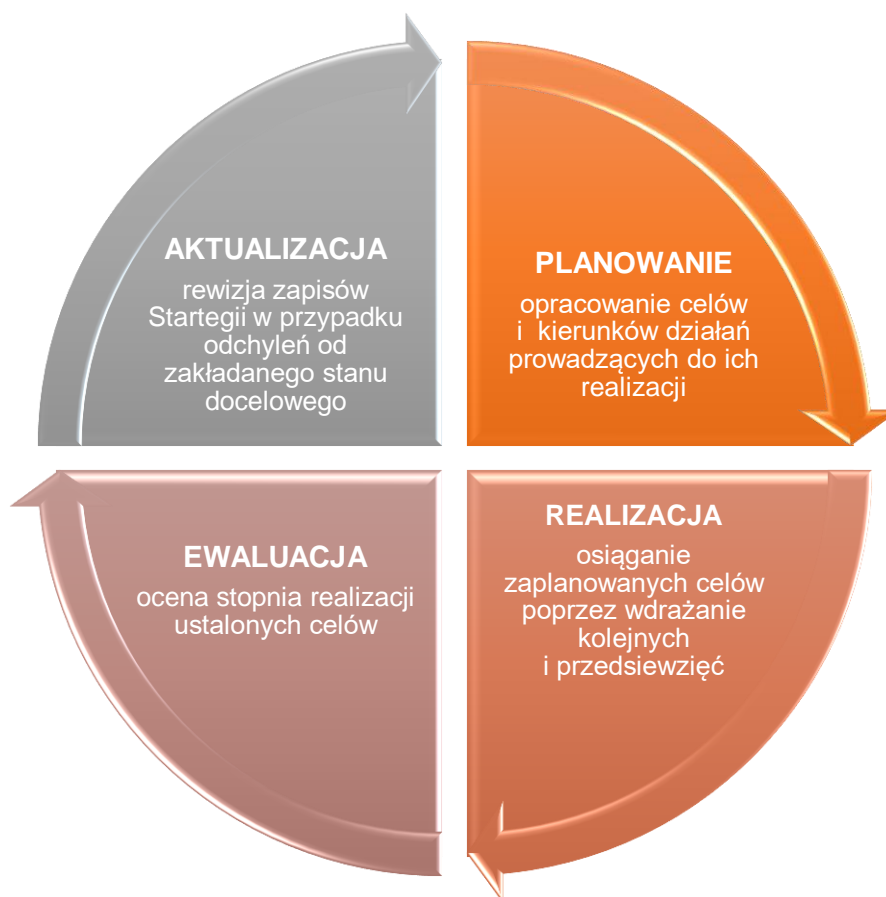 AKTUALIZACJA
rewizja zapisów
Startegii w przypadku
odchyleń od
zakładanego stanu
docelowego
PLANOWANIE
opracowanie celów
i  kierunków działań
prowadzących do ich
realizacji
EWALUACJA
ocena stopnia realizacji
ustalonych celów
REALIZACJA
osiąganie
zaplanowanych celów
poprzez wdrażanie
kolejnych
i przedsiewzięć